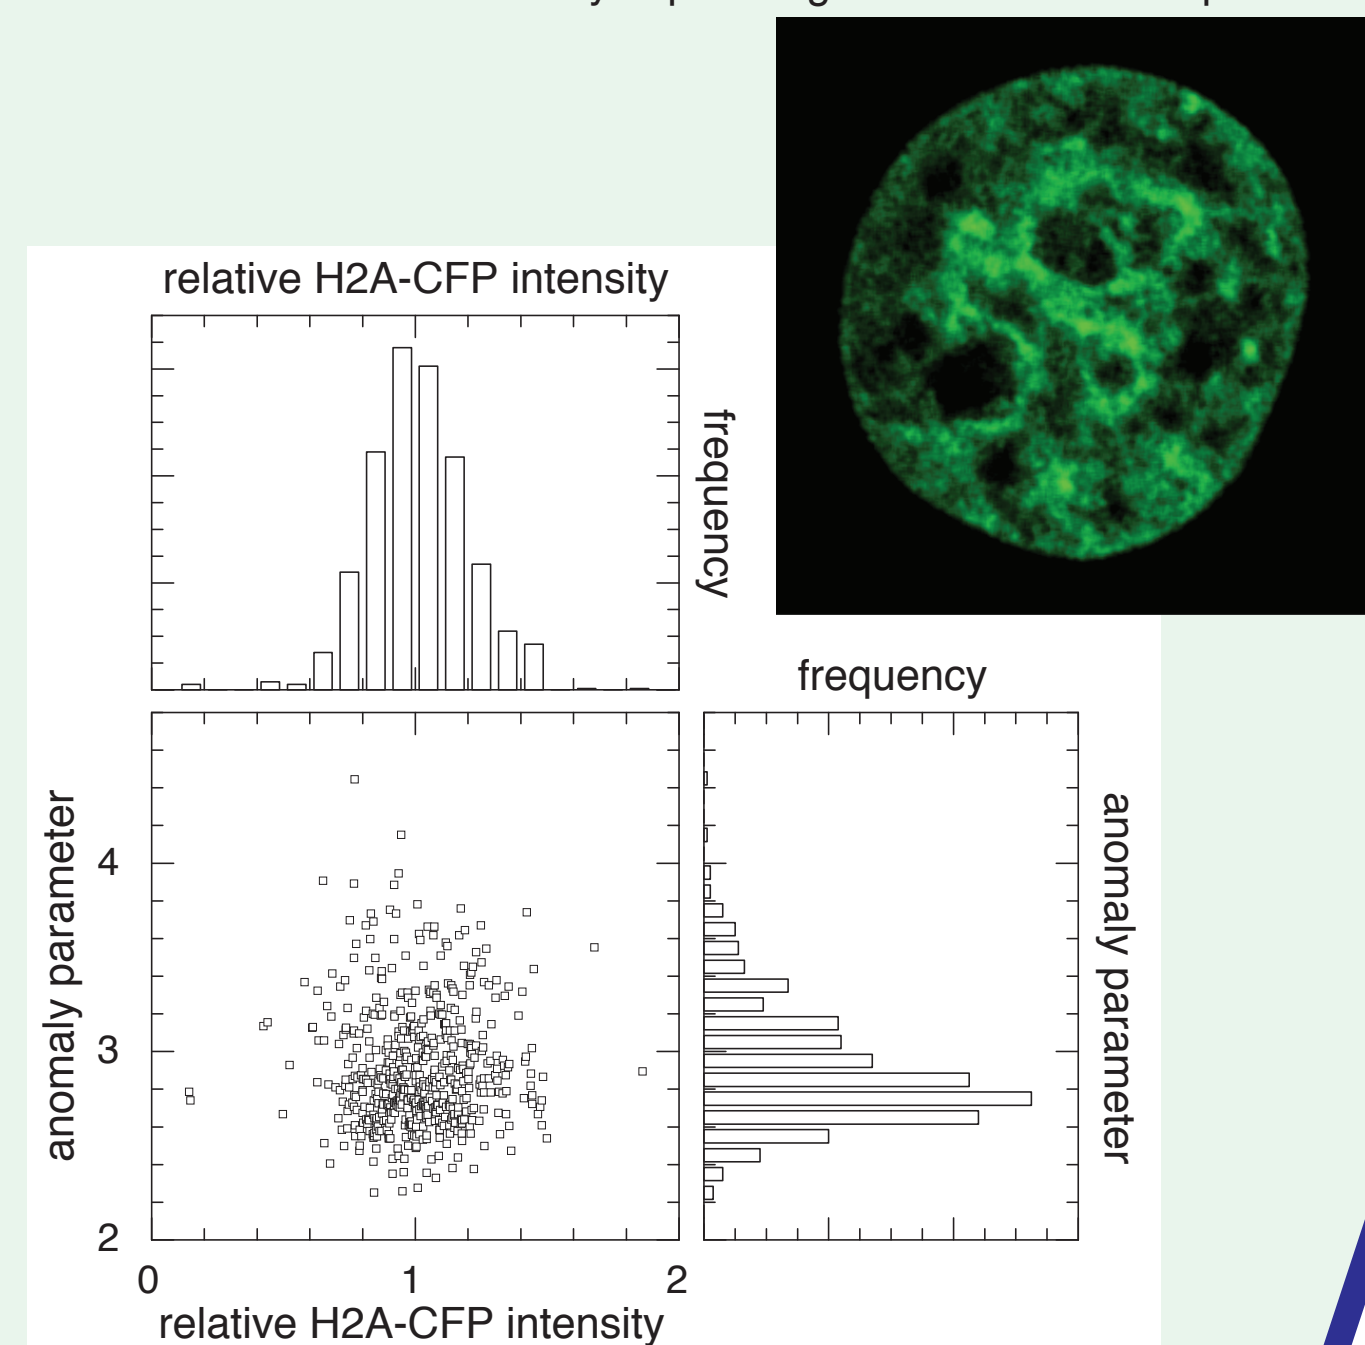 relative H2A-CFP intensity
frequency
frequency
anomaly parameter
4
3
2
anomaly parameter
0 1 2
relative H2A-CFP intensity